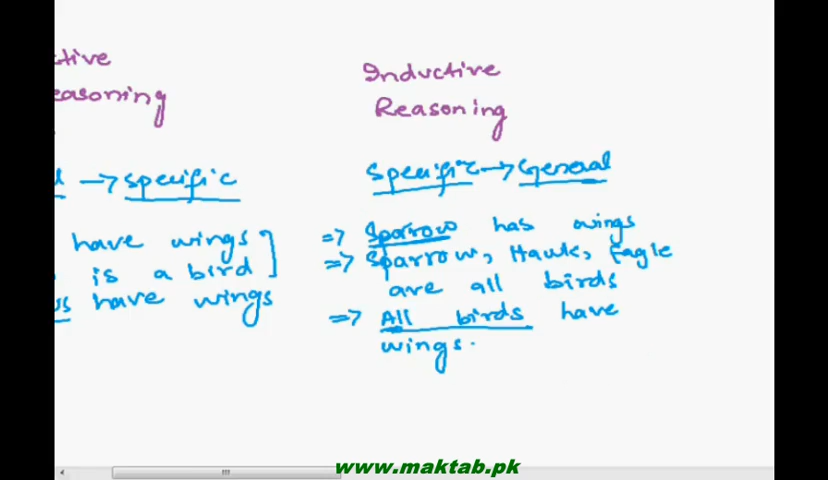 ctive
easoning
→ specific
have wings
is a bird
have wings
Inductive
Reasoning
Specific → General
⇒ Sparrow has wings
⇒ Sparrow, Hawk, Eagle
are all birds
⇒ All birds have
wings.
www.maktab.pk